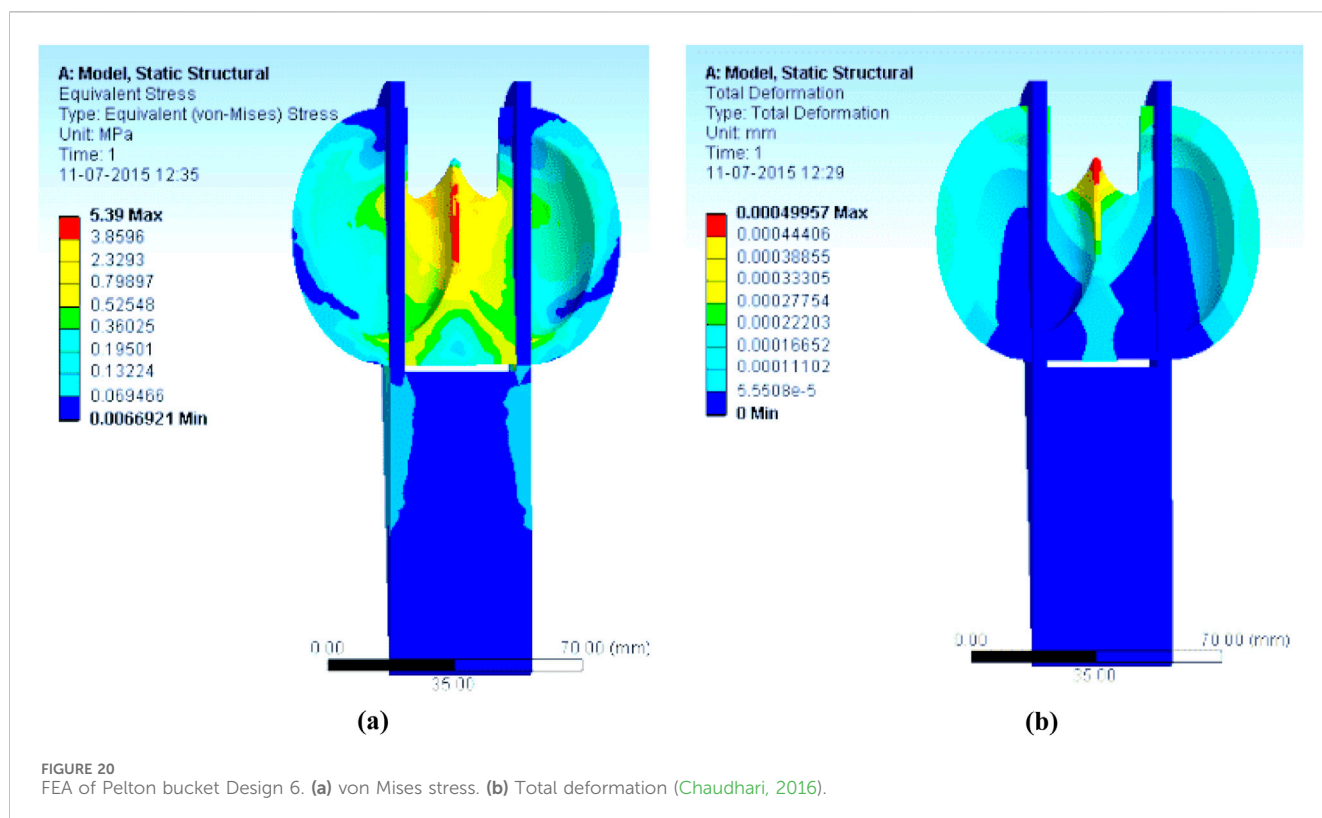 A: Model, Static Structural
Equivalent Stress
Type: Equivalent (von-Mises) Stress
Unit: MPa
Time: 1
11-07-2015 12:35
5.39 Max
3.8596
2.3293
0.79897
0.52548
0.36025
0.19501
0.13224
0.069466
0.0066921 Min
0.00
70.00 (mm)
35.00
(a)
A: Model, Static Structural
Total Deformation
Type: Total Deformation
Unit: mm
Time: 1
11-07-2015 12:29
0.00049957 Max
0.00044406
0.00038855
0.00033305
0.00027754
0.00022203
0.00016652
0.00011102
5.5508e-5
0 Min
0.00
70.00 (mm)
35.00
(b)
FIGURE 20
FEA of Pelton bucket Design 6. (a) von Mises stress. (b) Total deformation (Chaudhari, 2016).